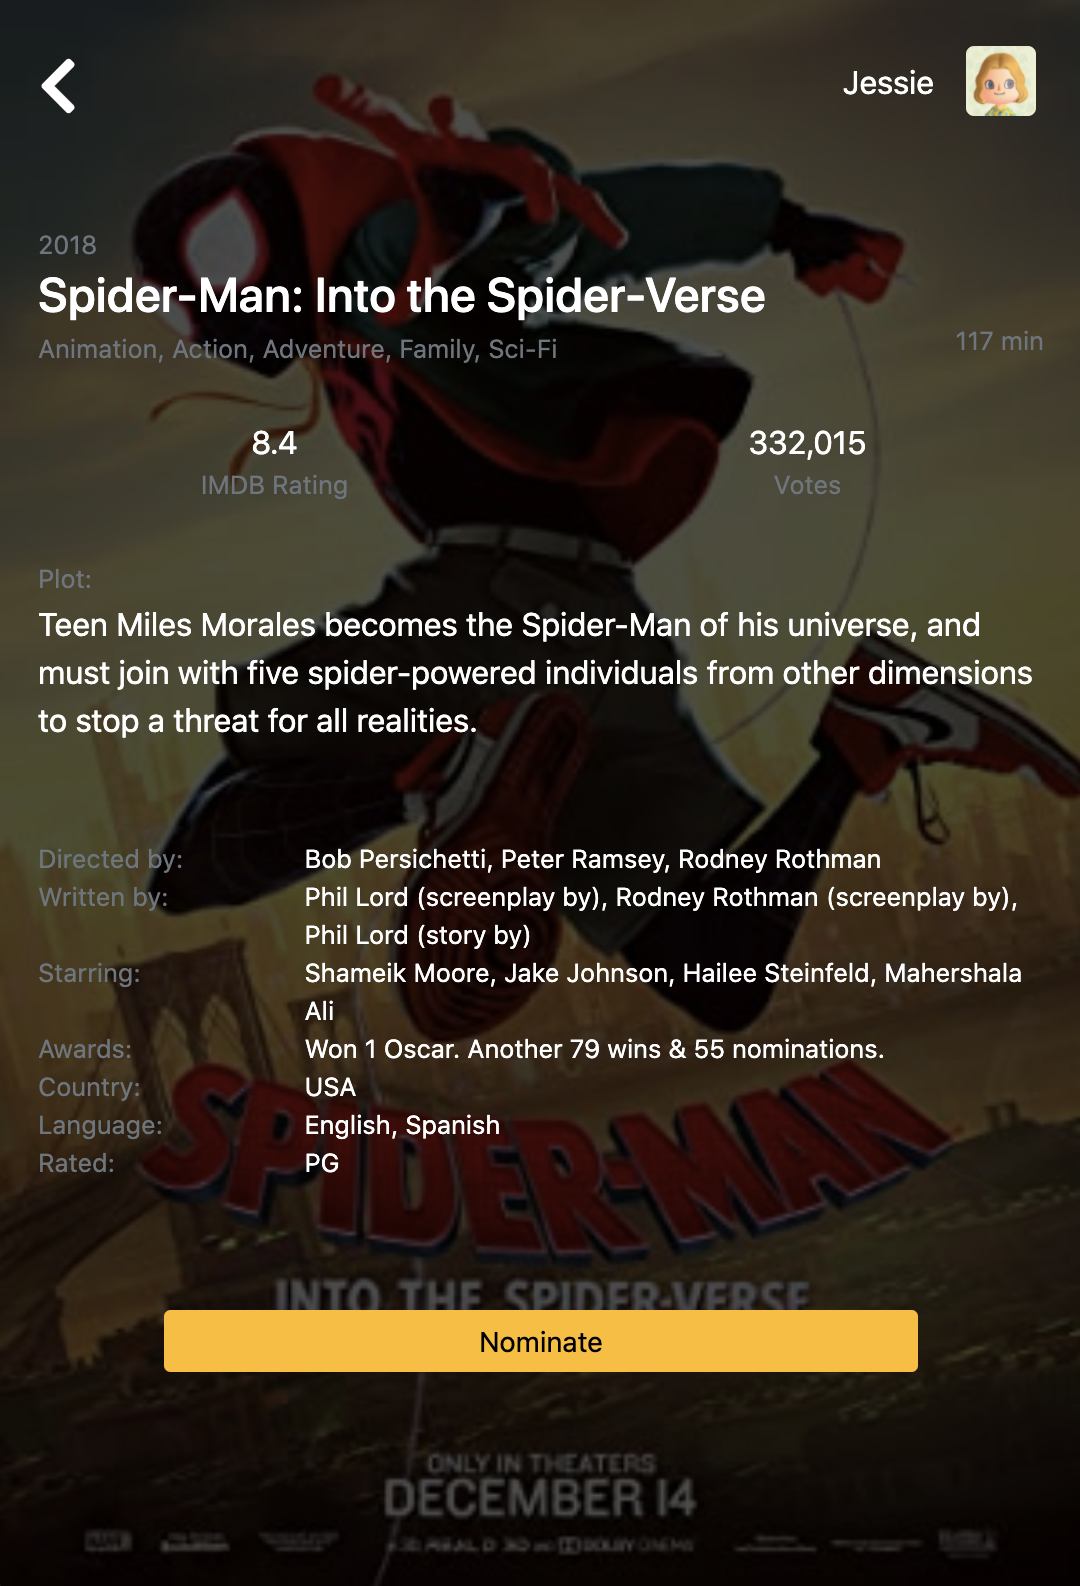 Jessie
2018
Spider-Man: Into the Spider-Verse
Animation, Action, Adventure, Family, Sci-Fi
117 min
8.4
332,015
IMDB Rating
Votes
Plot:
Teen Miles Morales becomes the Spider-Man of his universe, and
must join with five spider-powered individuals from other dimensions
to stop a threat for all realities.
Directed by: Bob Persichetti, Peter Ramsey, Rodney Rothman
Written by: Phil Lord (screenplay by), Rodney Rothman (screenplay by),
Phil Lord (story by)
Starring: Shameik Moore, Jake Johnson, Hailee Steinfeld, Mahershala
Ali
Awards: Won 1 Oscar. Another 79 wins & 55 nominations.
Country: USA
Language: English, Spanish
Rated: PG
SPIDER-MAN
INTO THE SPIDER-VERSE
Nominate
ONLY IN THEATERS
DECEMBER 14